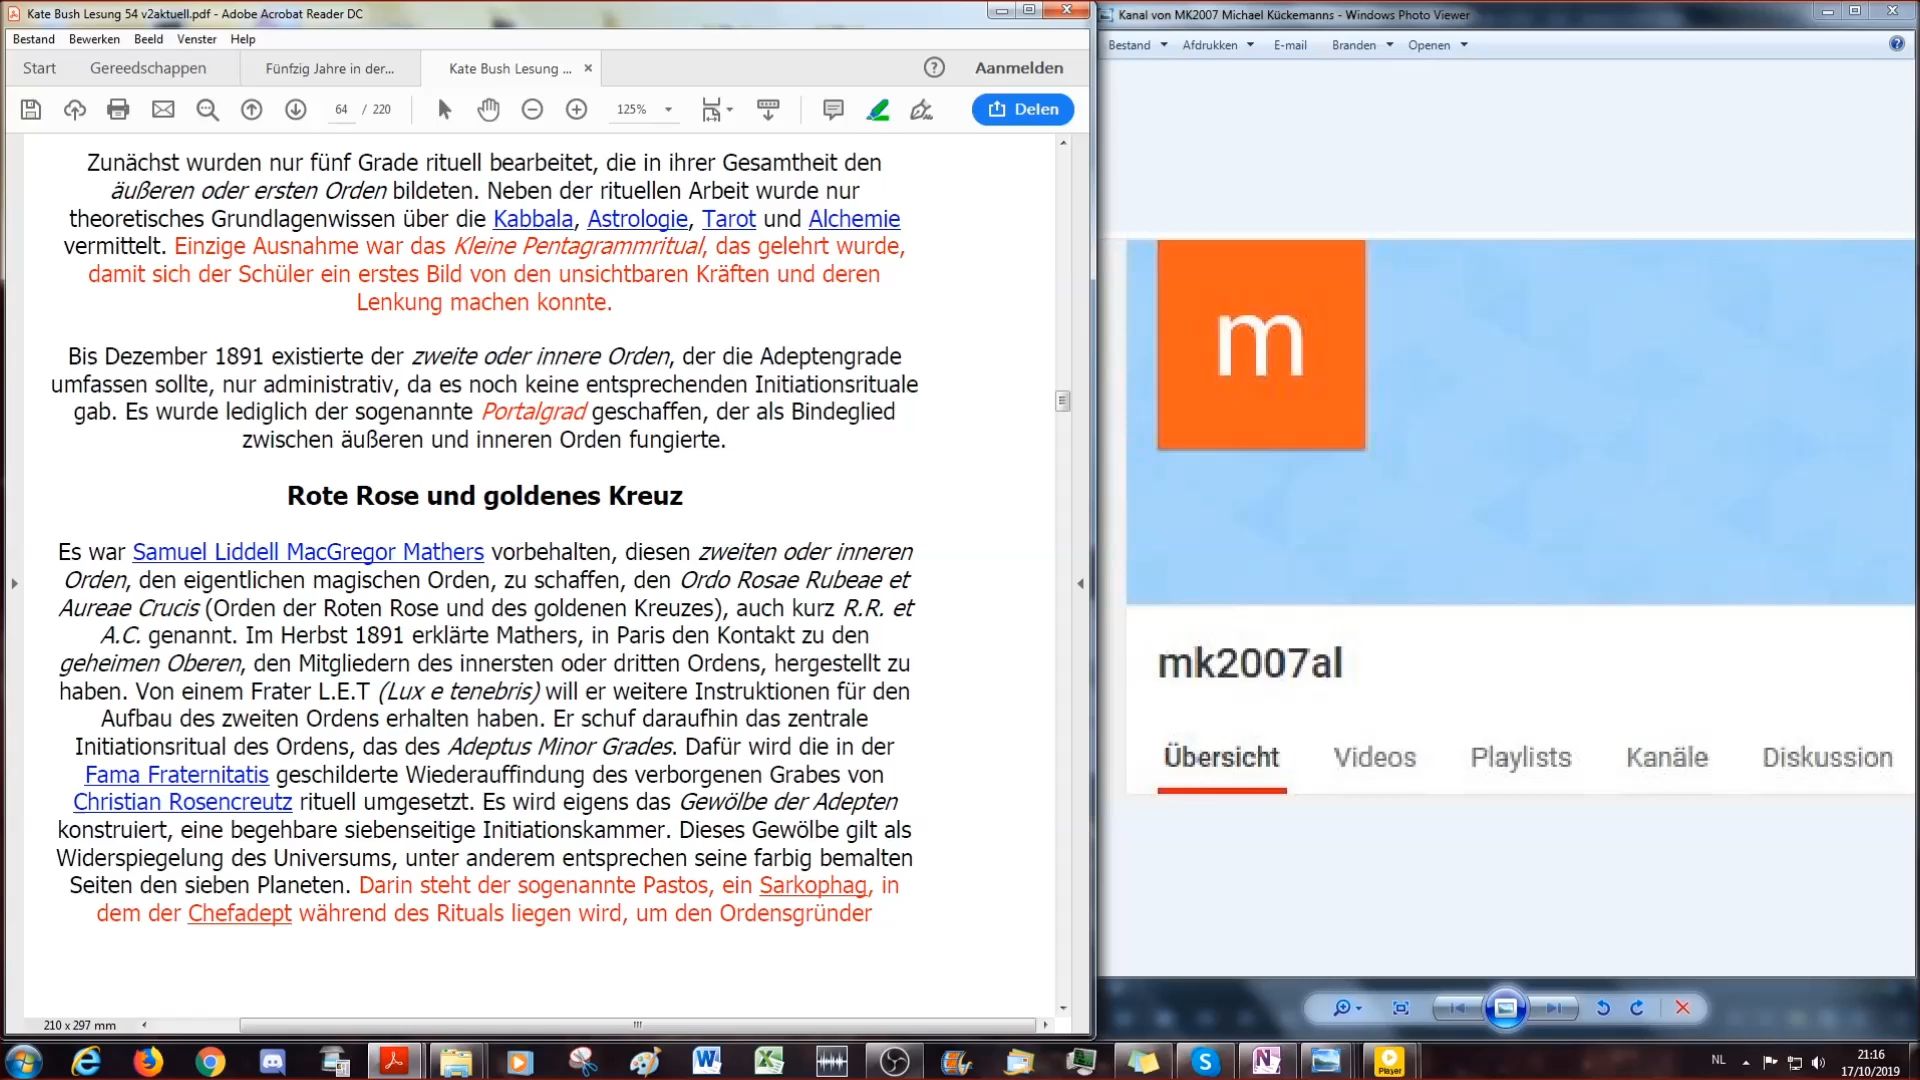 Kate Bush Lesung 54 v2aktuell.pdf - Adobe Acrobat Reader DC
Bestand Bewerken Beeld Venster Help
Start Gereedschappen Fünfzig Jahre in der... Kate Bush Lesung ... × Aanmelden
64 / 220 125% Delen
Zunächst wurden nur fünf Grade rituell bearbeitet, die in ihrer Gesamtheit den
äußeren oder ersten Orden bildeten. Neben der rituellen Arbeit wurde nur
theoretisches Grundlagenwissen über die Kabbala, Astrologie, Tarot und Alchemie
vermittelt. Einzige Ausnahme war das Kleine Pentagrammritual, das gelehrt wurde,
damit sich der Schüler ein erstes Bild von den unsichtbaren Kräften und deren
Lenkung machen konnte.
Bis Dezember 1891 existierte der zweite oder innere Orden, der die Adeptengrade
umfassen sollte, nur administrativ, da es noch keine entsprechenden Initiationsrituale
gab. Es wurde lediglich der sogenannte Portalgrad geschaffen, der als Bindeglied
zwischen äußeren und inneren Orden fungierte.
Rote Rose und goldenes Kreuz
Es war Samuel Liddell MacGregor Mathers vorbehalten, diesen zweiten oder inneren
Orden, den eigentlichen magischen Orden, zu schaffen, den Ordo Rosae Rubeae et
Aureae Crucis (Orden der Roten Rose und des goldenen Kreuzes), auch kurz R.R. et
A.C. genannt. Im Herbst 1891 erklärte Mathers, in Paris den Kontakt zu den
geheimen Oberen, den Mitgliedern des innersten oder dritten Ordens, hergestellt zu
haben. Von einem Frater L.E.T (Lux e tenebris) will er weitere Instruktionen für den
Aufbau des zweiten Ordens erhalten haben. Er schuf daraufhin das zentrale
Initiationsritual des Ordens, das des Adeptus Minor Grades. Dafür wird die in der
Fama Fraternitatis geschilderte Wiederauffindung des verborgenen Grabes von
Christian Rosencreutz rituell umgesetzt. Es wird eigens das Gewölbe der Adepten
konstruiert, eine begehbare siebenseitige Initiationskammer. Dieses Gewölbe gilt als
Widerspiegelung des Universums, unter anderem entsprechen seine farbig bemalten
Seiten den sieben Planeten. Darin steht der sogenannte Pastos, ein Sarkophag, in
dem der Chefadept während des Rituals liegen wird, um den Ordensgründer
210 x 297 mm
Kanal von MK2007 Michael Kückemanns - Windows Photo Viewer
Bestand Afdrukken E-mail Branden Openen
m
mk2007al
Übersicht Videos Playlists Kanäle Diskussion
Player
NL
21:16
17/10/2019